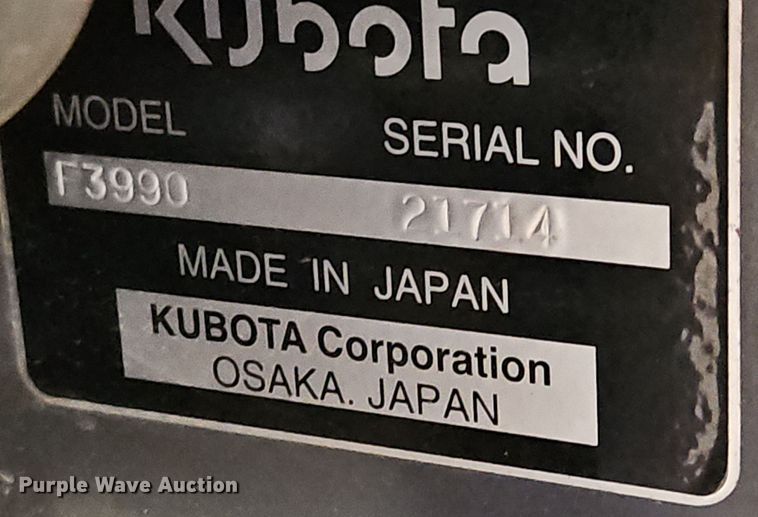 Kubota
MODEL SERIAL NO.
F3990 21714
MADE IN JAPAN
KUBOTA Corporation
OSAKA. JAPAN
Purple Wave Auction